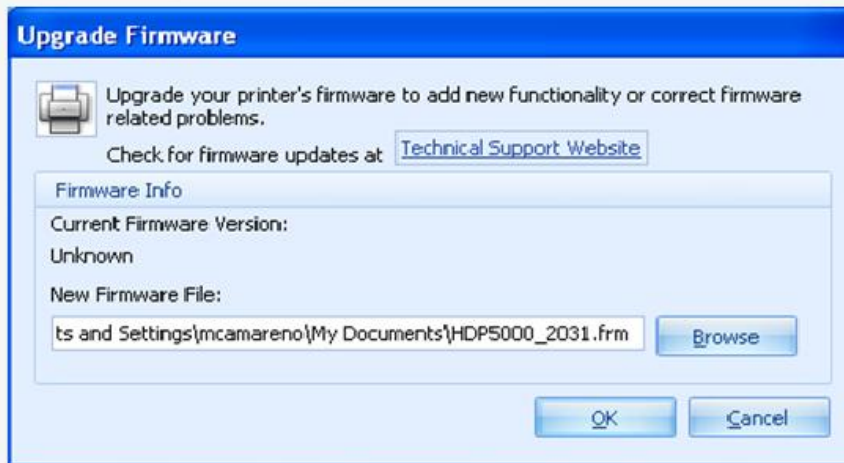 Upgrade Firmware
Upgrade your printer's firmware to add new functionality or correct firmware
related problems.
Check for firmware updates at Technical Support Website
Firmware Info
Current Firmware Version:
Unknown
New Firmware File:
ts and Settings\mcamareno\My Documents\HDP5000_2031.frm Browse
OK Cancel